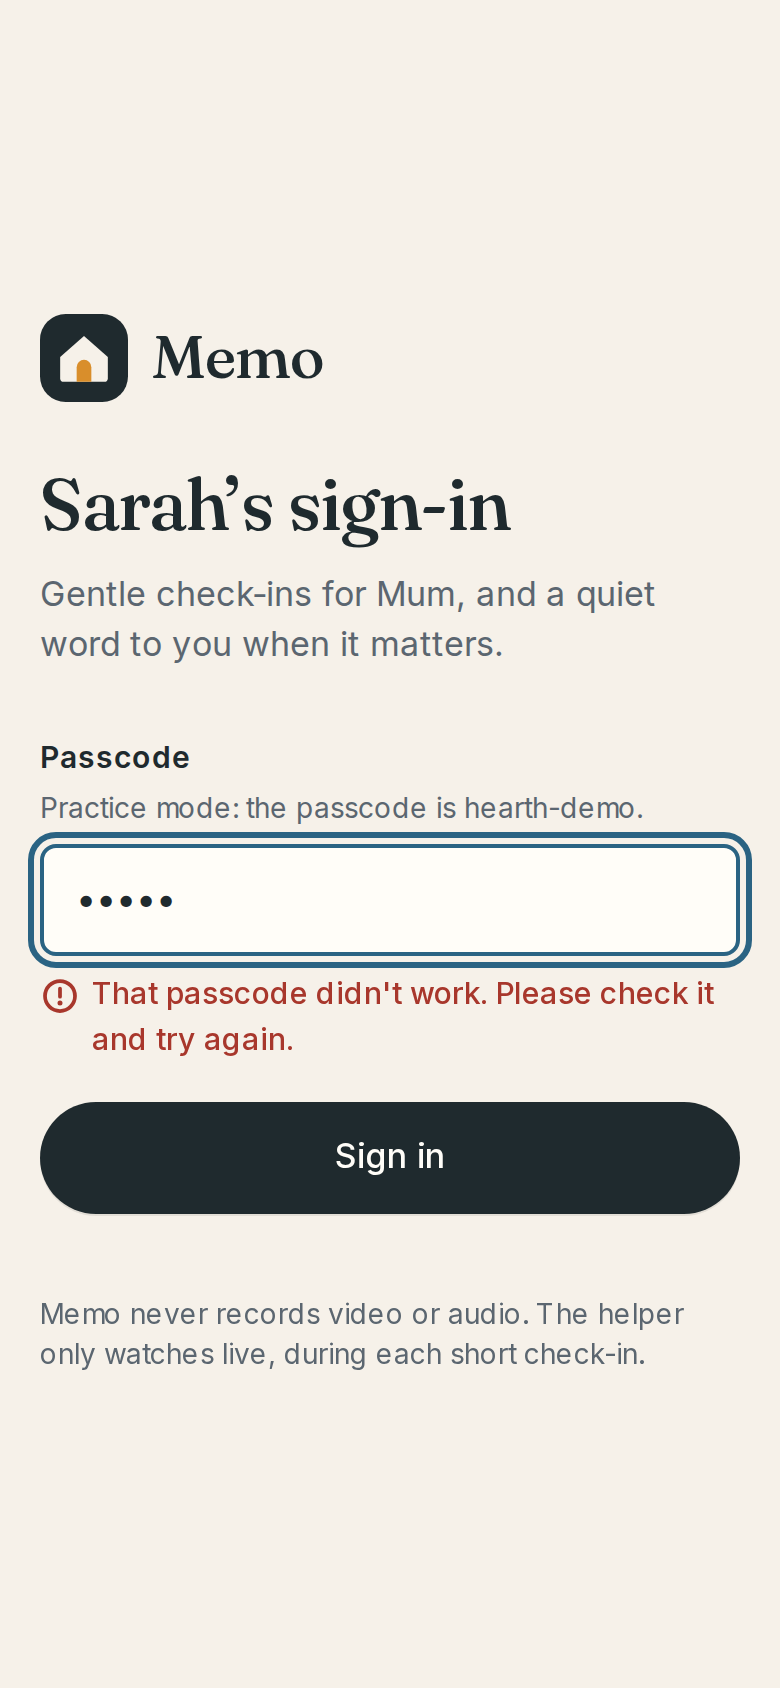 Memo
Sarah’s sign-in
Gentle check-ins for Mum, and a quiet
word to you when it matters.
Passcode
Practice mode: the passcode is hearth-demo.
•••••
That passcode didn't work. Please check it
and try again.
Sign in
Memo never records video or audio. The helper
only watches live, during each short check-in.